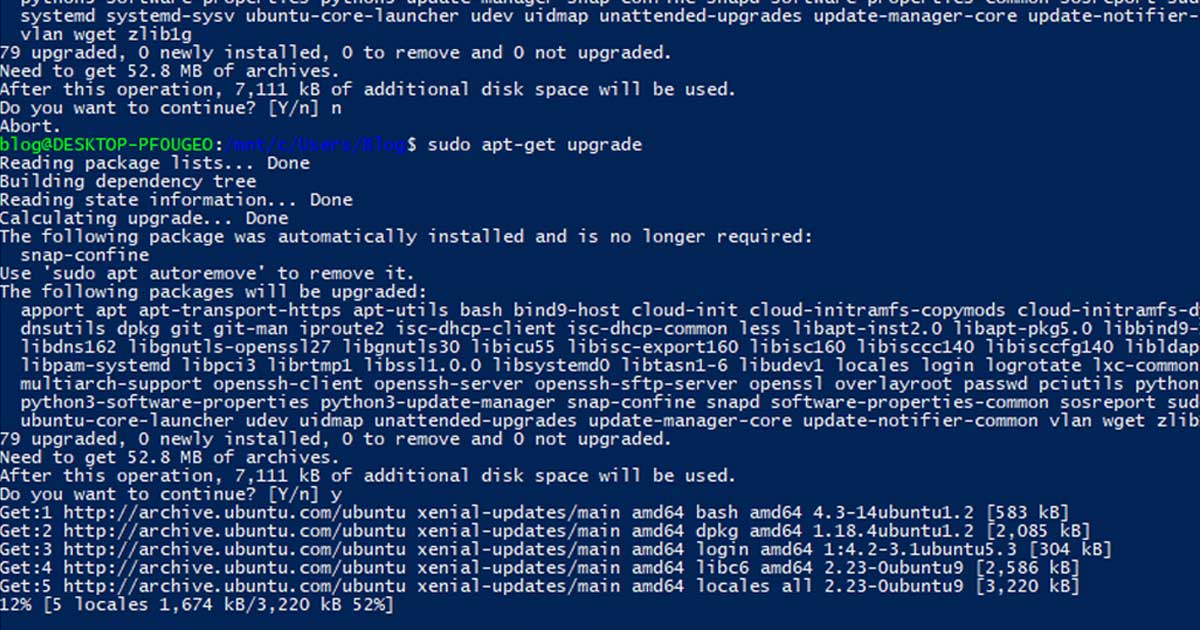 systemd systemd-sysv ubuntu-core-launcher udev uidmap unattended-upgrades update-manager-core update-notifier-
vlan wget zlib1g
79 upgraded, 0 newly installed, 0 to remove and 0 not upgraded.
Need to get 52.8 MB of archives.
After this operation, 7,111 kB of additional disk space will be used.
Do you want to continue? [Y/n] n
Abort.
blog@DESKTOP-PFOUGEO:/mnt/c/Users/Blog$ sudo apt-get upgrade
Reading package lists... Done
Building dependency tree
Reading state information... Done
Calculating upgrade... Done
The following package was automatically installed and is no longer required:
snap-confine
Use 'sudo apt autoremove' to remove it.
The following packages will be upgraded:
apport apt apt-transport-https apt-utils bash bind9-host cloud-init cloud-initramfs-copymods cloud-initramfs-d
dnsutils dpkg git git-man iproute2 isc-dhcp-client isc-dhcp-common less libapt-inst2.0 libapt-pkg5.0 libbind9-
libdns162 libgnutls-openssl27 libgnutls30 libicu55 libisc-export160 libisc160 libisccc140 libisccfg140 libldap
libpam-systemd libpci3 librtmp1 libssl1.0.0 libsystemd0 libtasn1-6 libudev1 locales login logrotate lxc-common
multiarch-support openssh-client openssh-server openssh-sftp-server openssl overlayroot passwd pciutils python
python3-software-properties python3-update-manager snap-confine snapd software-properties-common sosreport sud
ubuntu-core-launcher udev uidmap unattended-upgrades update-manager-core update-notifier-common vlan wget zlib
79 upgraded, 0 newly installed, 0 to remove and 0 not upgraded.
Need to get 52.8 MB of archives.
After this operation, 7,111 kB of additional disk space will be used.
Do you want to continue? [Y/n] y
Get:1 http://archive.ubuntu.com/ubuntu xenial-updates/main amd64 bash amd64 4.3-14ubuntu1.2 [583 kB]
Get:2 http://archive.ubuntu.com/ubuntu xenial-updates/main amd64 dpkg amd64 1.18.4ubuntu1.2 [2,085 kB]
Get:3 http://archive.ubuntu.com/ubuntu xenial-updates/main amd64 login amd64 1:4.2-3.1ubuntu5.3 [304 kB]
Get:4 http://archive.ubuntu.com/ubuntu xenial-updates/main amd64 libc6 amd64 2.23-0ubuntu9 [2,586 kB]
Get:5 http://archive.ubuntu.com/ubuntu xenial-updates/main amd64 locales all 2.23-0ubuntu9 [3,220 kB]
12% [5 locales 1,674 kB/3,220 kB 52%]